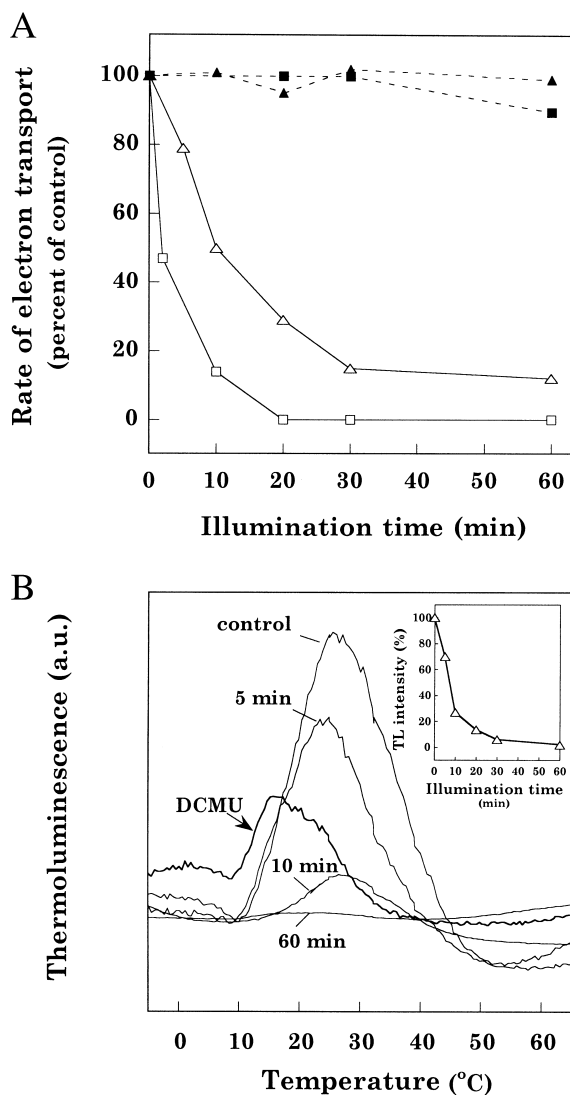 A
Rate of electron transport
(percent of control)
100
80
60
40
20
0
0 10 20 30 40 50 60
Illumination time (min)
B
Thermoluminescence (a.u.)
control
5 min
DCMU
10 min
60 min
TL intensity (%)
100
80
60
40
20
0
0 10 20 30 40 50 60
Illumination time
(min)
0 10 20 30 40 50 60
Temperature (°C)